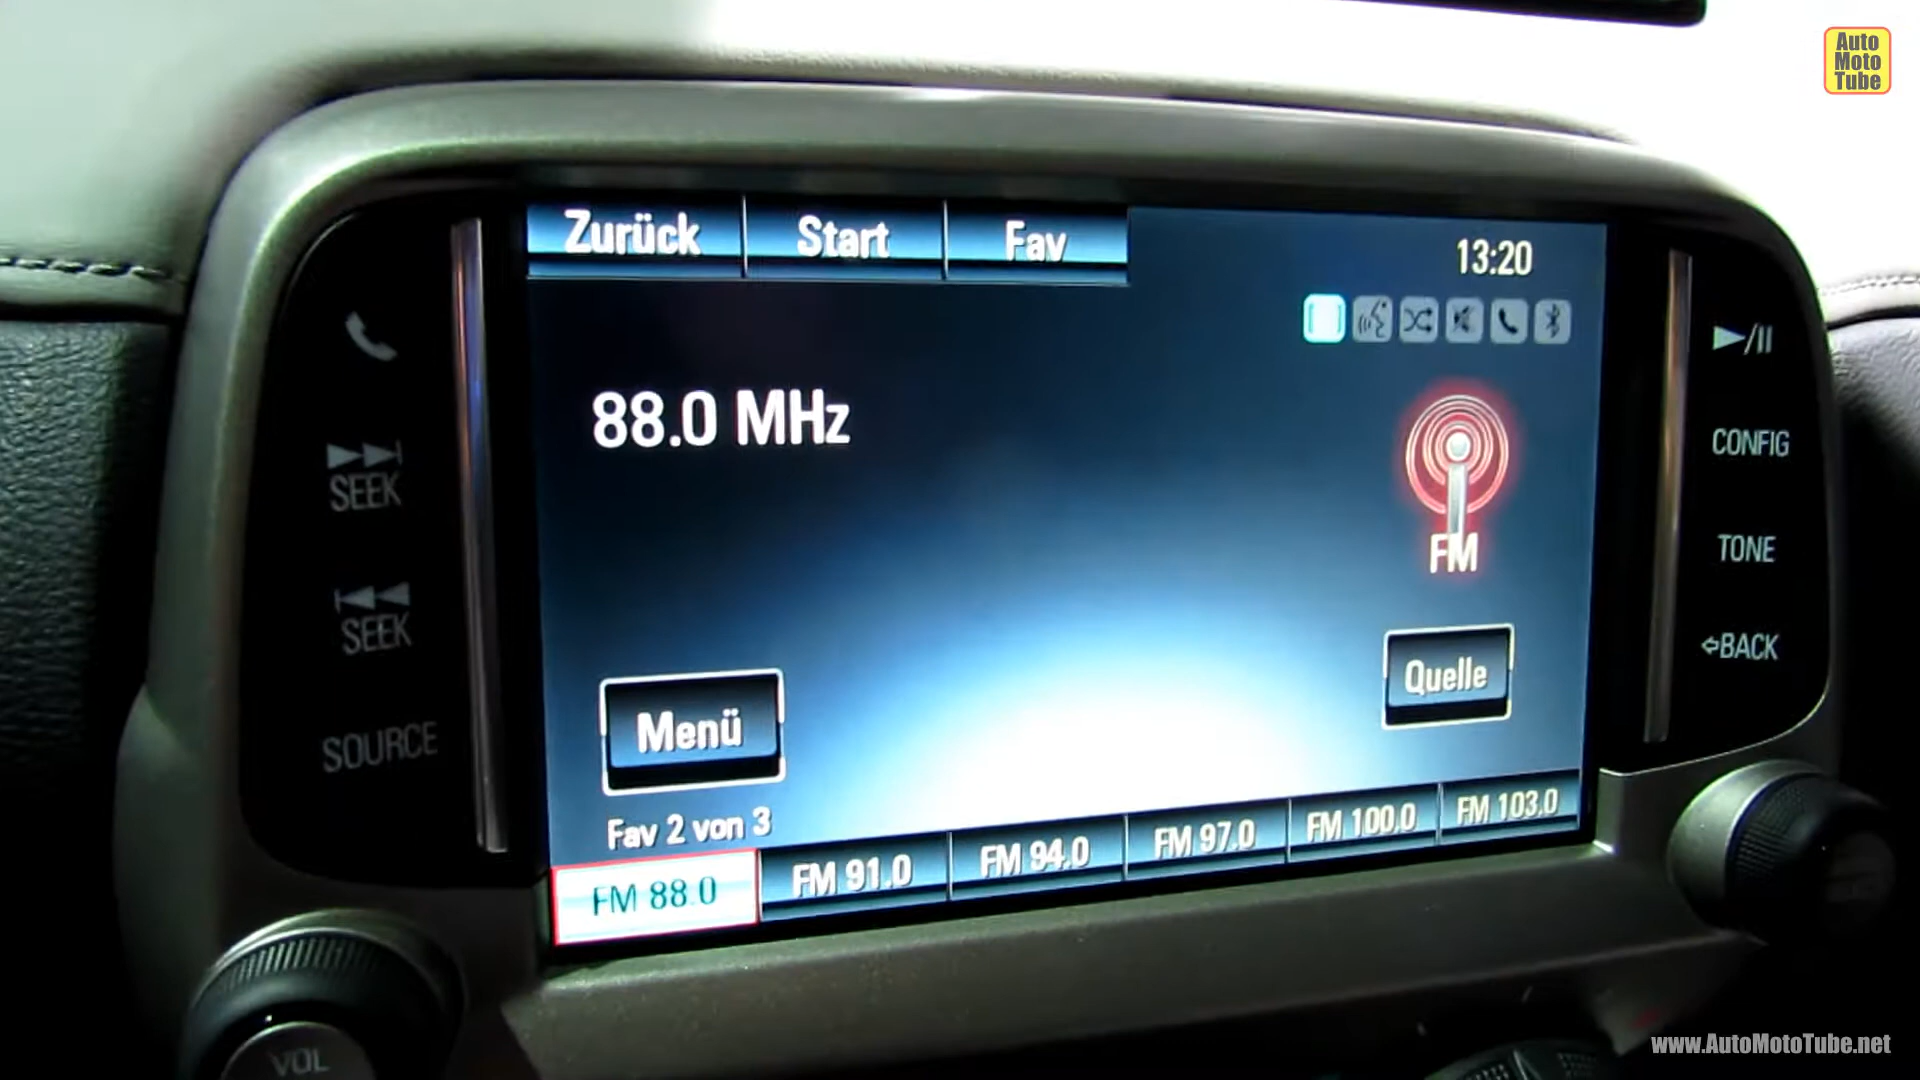 Auto
Moto
Tube
Zurück Start Fav
13:20
88.0 MHz
FM
Menü
Quelle
Fav 2 von 3
FM 88.0 FM 91.0 FM 94.0 FM 97.0 FM 100.0 FM 103.0
SEEK
SEEK
SOURCE
VOL
CONFIG
TONE
BACK
www.AutoMotoTube.net